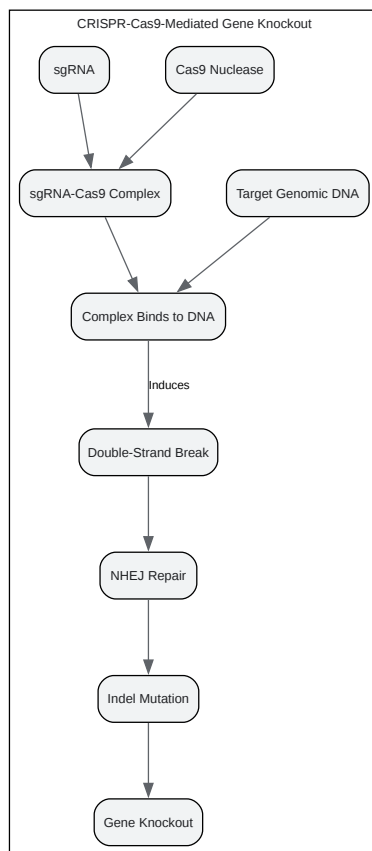 CRISPR-Cas9-Mediated Gene Knockout
sgRNA
Cas9 Nuclease
sgRNA-Cas9 Complex
Target Genomic DNA
Complex Binds to DNA
Induces
Double-Strand Break
NHEJ Repair
Indel Mutation
Gene Knockout